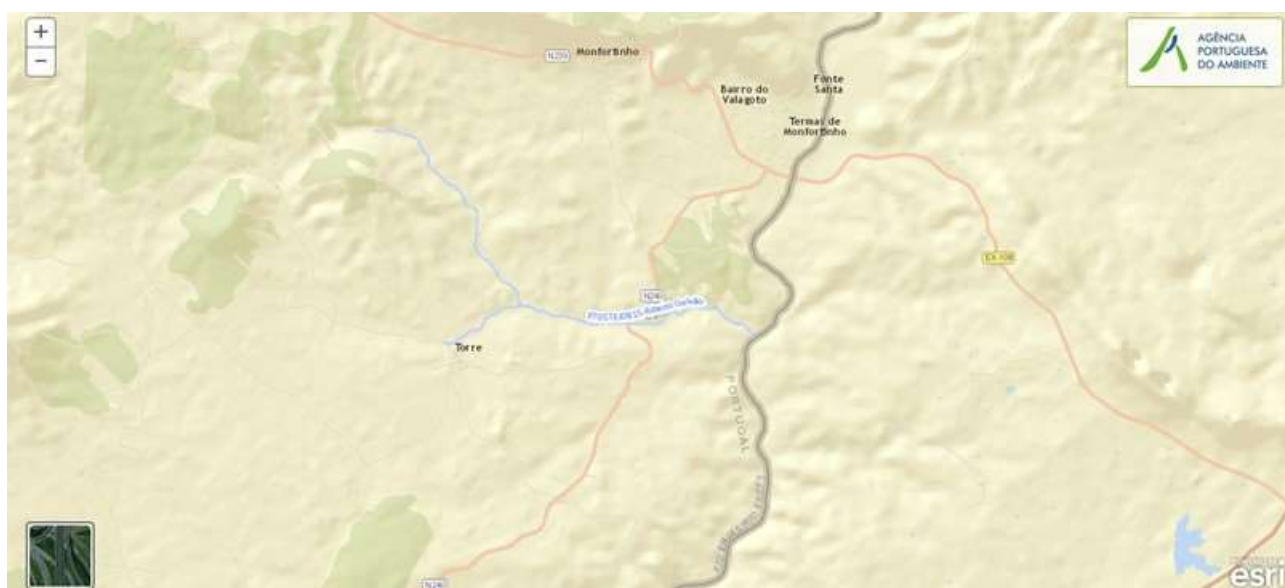 +
−
AGÊNCIA
PORTUGUESA
DO AMBIENTE
N239
Monfortinho
Bairro do
Valagoto
Fonte
Santa
Termas de
Monfortinho
EX-108
N240
Torre
PORTUGAL
N240
esri